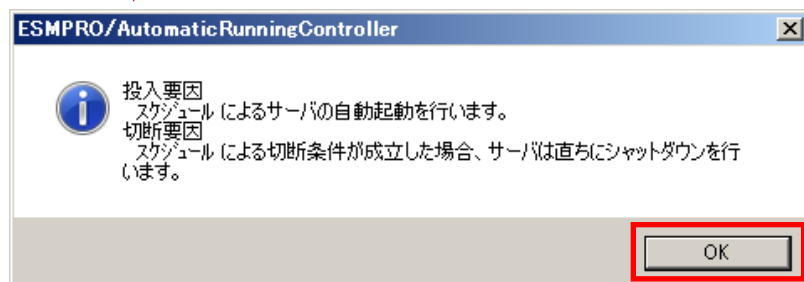 ESMPRO/AutomaticRunningController
投入要因
スケジュール によるサーバの自動起動を行います。
切断要因
スケジュール による切断条件が成立した場合、サーバは直ちにシャットダウンを行
います。
OK